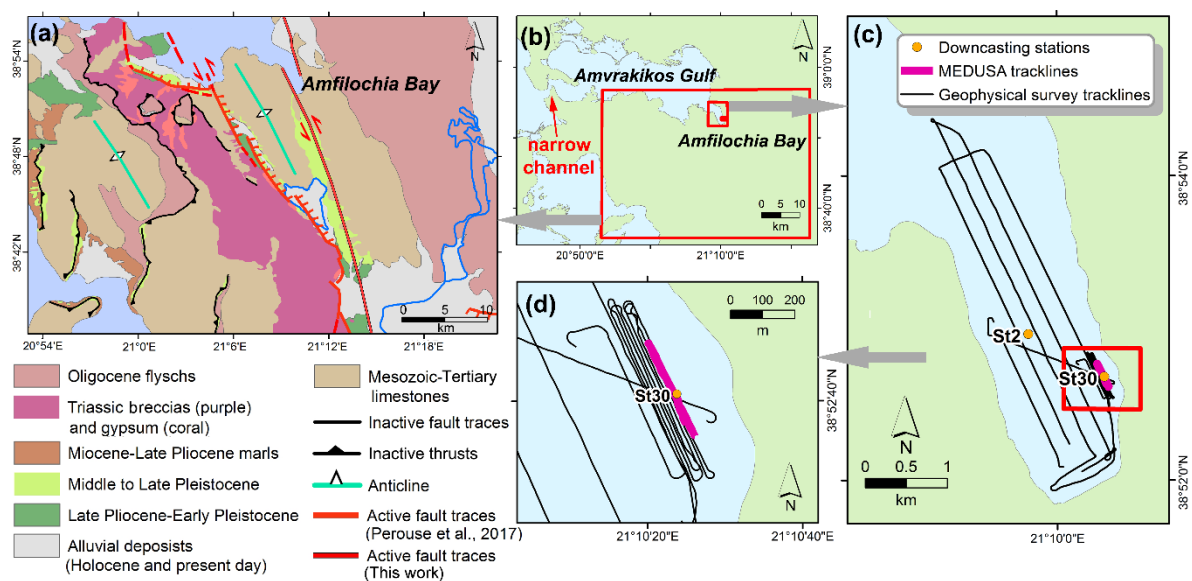 (a)
Amfilochia Bay
N
38°54'N
38°48'N
38°42'N
0 5 10
km
20°54'E 21°0'E 21°6'E 21°12'E 21°18'E
Oligocene flyschs
Triassic breccias (purple)
and gypsum (coral)
Miocene-Late Pliocene marls
Middle to Late Pleistocene
Late Pliocene-Early Pleistocene
Alluvial deposists
(Holocene and present day)
Mesozoic-Tertiary
limestones
Inactive fault traces
Inactive thrusts
Anticline
Active fault traces
(Perouse et al., 2017)
Active fault traces
(This work)
(b)
Amvrakikos Gulf
Amfilochia Bay
narrow
channel
N
39°0'N
38°40'N
0 5 10
km
20°50'0"E 21°10'0"E
(c)
Downcasting stations
MEDUSA tracklines
Geophysical survey tracklines
St2
St30
N
0 0.5 1
km
38°54'0"N
38°52'0"N
21°10'0"E
(d)
0 100 200
m
St30
N
38°52'40"N
21°10'20"E 21°10'40"E